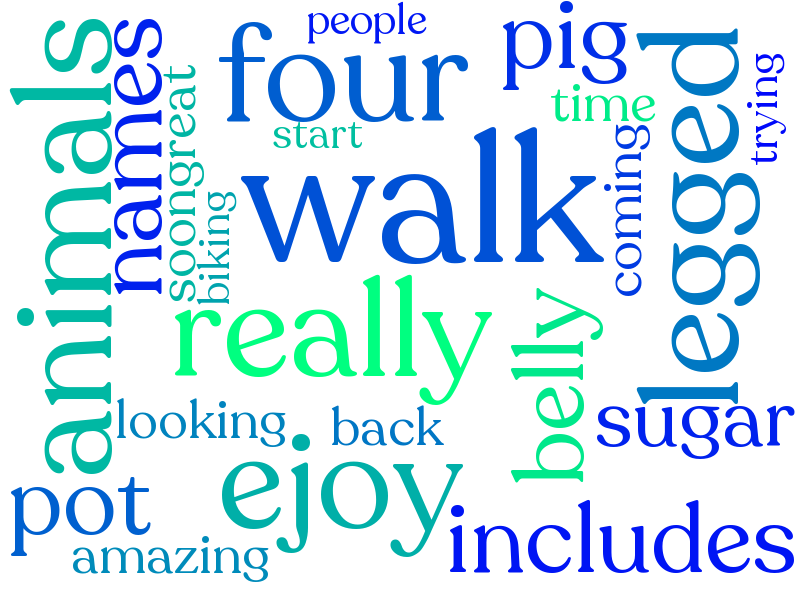 people
pig
four
animals
names
legged
trying
time
soon
great
start
coming
walk
biking
really
belly
looking
back
sugar
pot
ejoy
includes
amazing